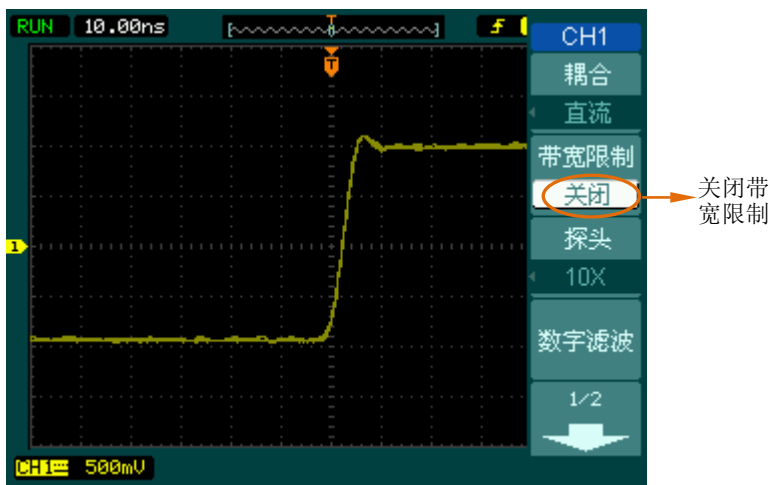 RUN 10.00ns
T
T
1
CH1
耦合
直流
带宽限制
关闭
探头
10X
数字滤波
1/2
关闭带
宽限制
CH1 500mV